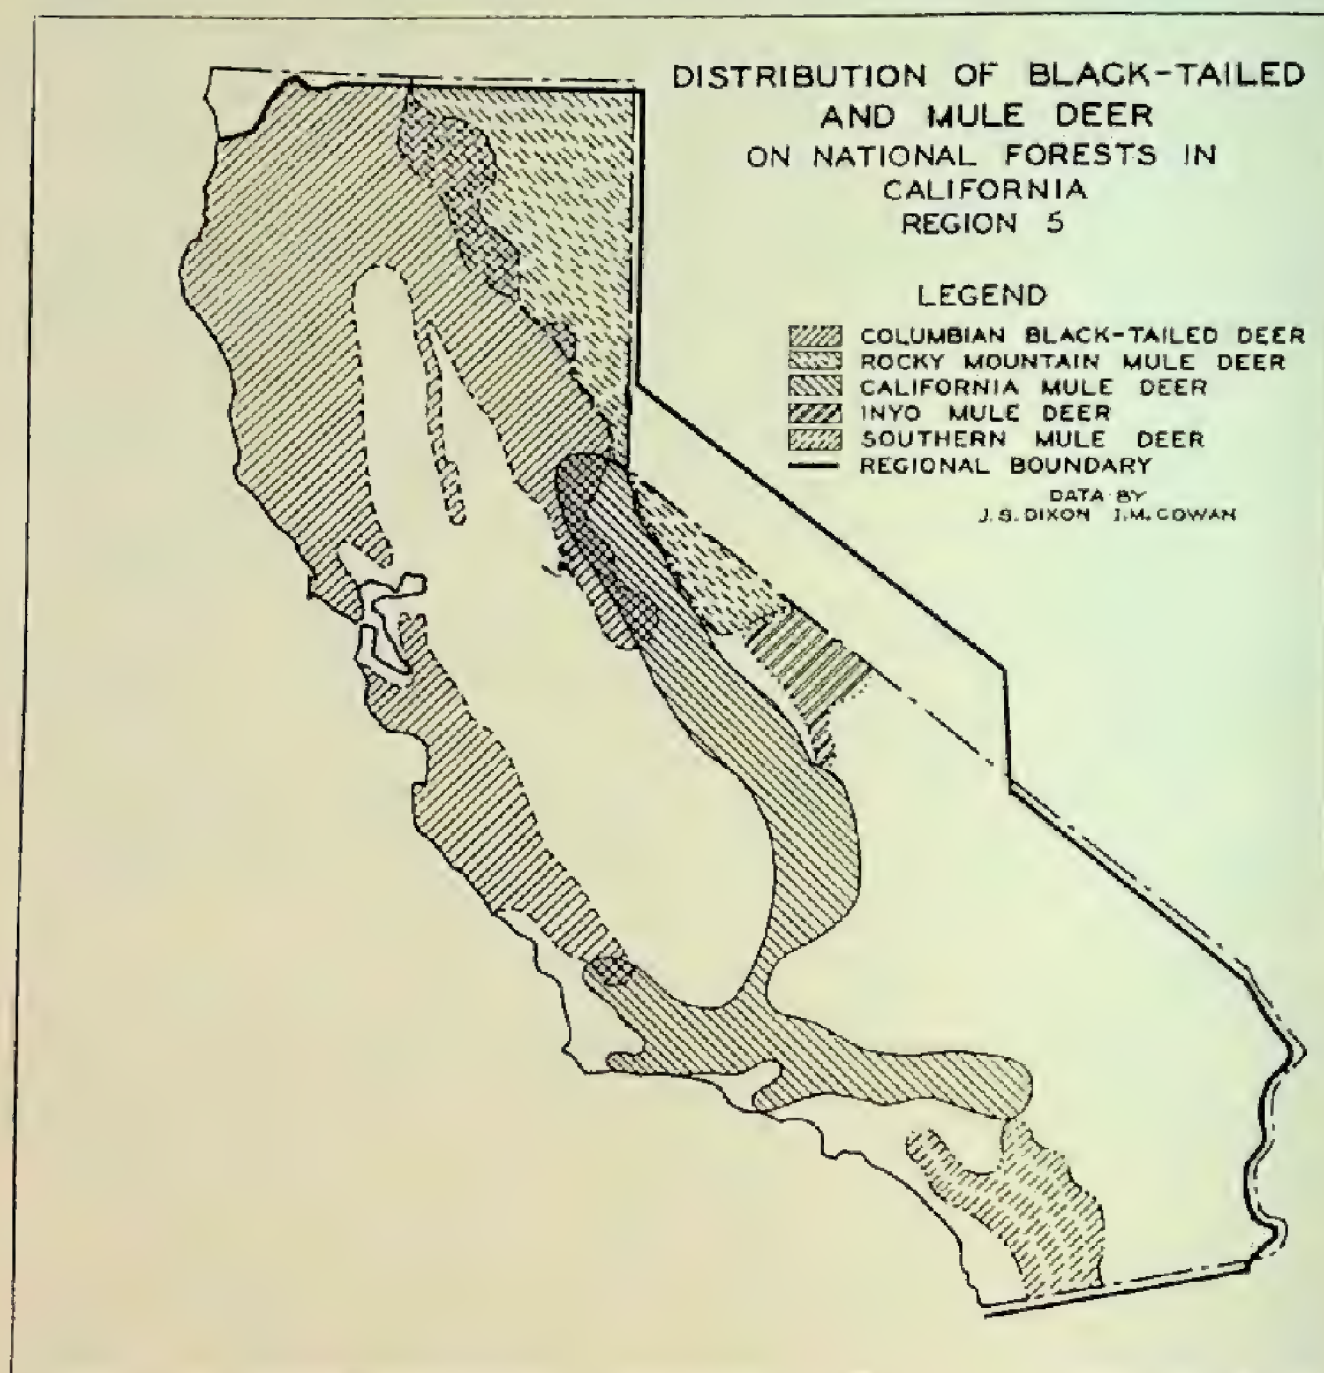 DISTRIBUTION OF BLACK-TAILED
AND MULE DEER
ON NATIONAL FORESTS IN
CALIFORNIA
REGION 5
LEGEND
COLUMBIAN BLACK-TAILED DEER
ROCKY MOUNTAIN MULE DEER
CALIFORNIA MULE DEER
INYO MULE DEER
SOUTHERN MULE DEER
REGIONAL BOUNDARY
DATA BY
J.S. DIXON I.M. COWAN